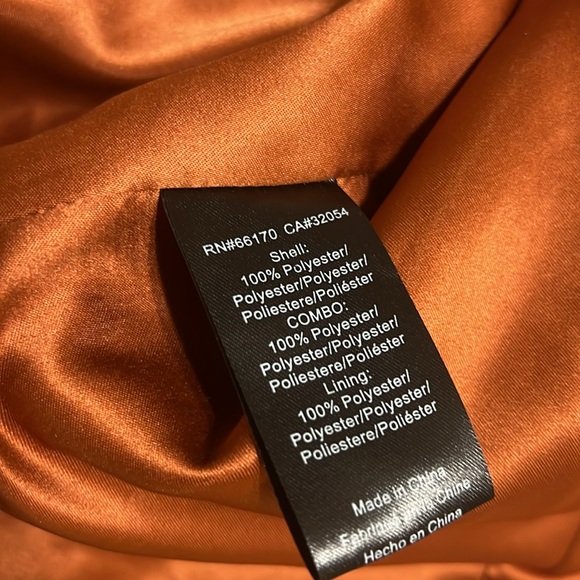 RN#66170 CA#32054
Shell:
100% Polyester/
Polyester/Polyester/
Poliestere/Poliéster
COMBO:
100% Polyester/
Polyester/Polyester/
Poliestere/Poliéster
Lining:
100% Polyester/
Polyester/Polyester/
Poliestere/Poliéster
Made in China
Chine
Hecho en China